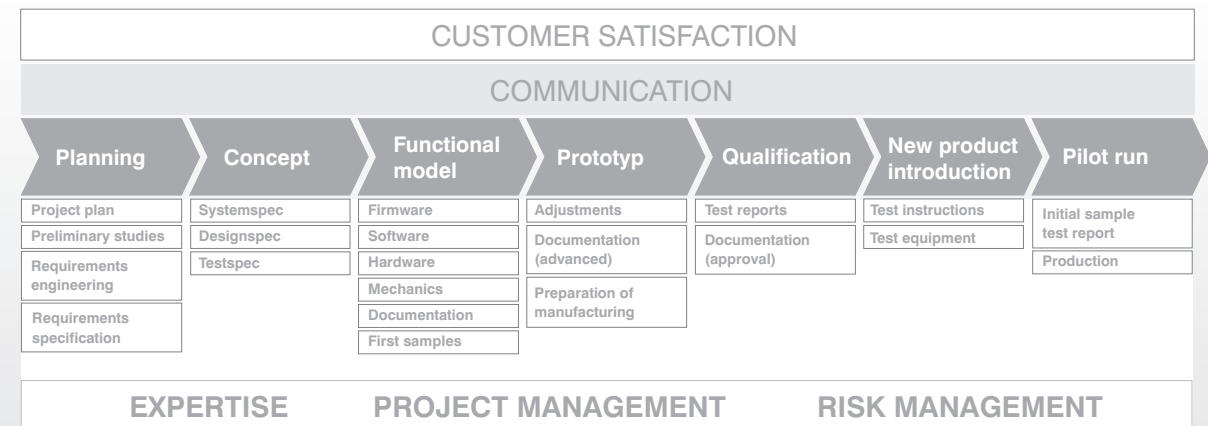 CUSTOMER SATISFACTION
COMMUNICATION
Planning
Concept
Functional
model
Prototyp
Qualification
New product
introduction
Pilot run
Project plan
Preliminary studies
Requirements
engineering
Requirements
specification
Systemspec
Designspec
Testspec
Firmware
Software
Hardware
Mechanics
Documentation
First samples
Adjustments
Documentation
(advanced)
Preparation of
manufacturing
Test reports
Documentation
(approval)
Test instructions
Test equipment
Initial sample
test report
Production
EXPERTISE PROJECT MANAGEMENT RISK MANAGEMENT